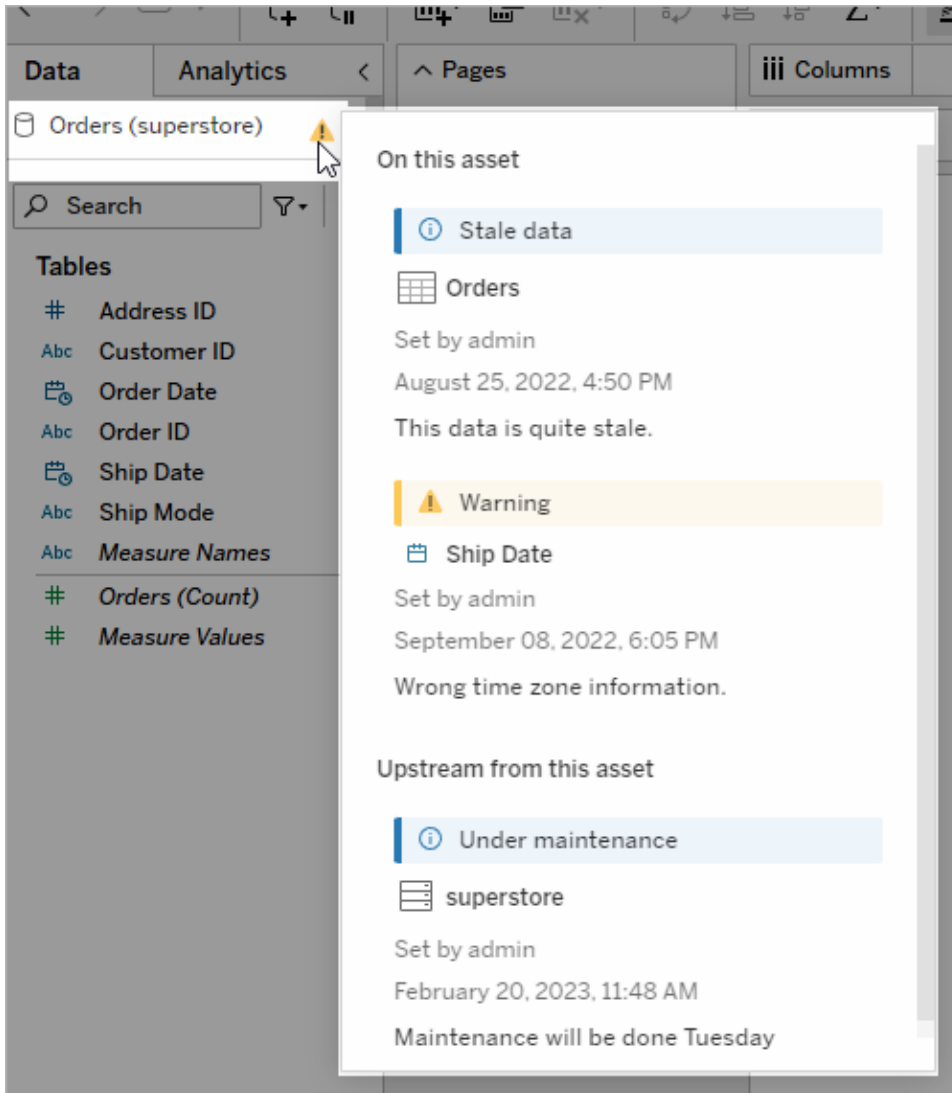 Data
Analytics
Pages
Columns
Orders (superstore)
Search
Tables
Address ID
Abc Customer ID
Order Date
Abc Order ID
Ship Date
Abc Ship Mode
Abc Measure Names
Orders (Count)
Measure Values
On this asset
Stale data
Orders
Set by admin
August 25, 2022, 4:50 PM
This data is quite stale.
Warning
Ship Date
Set by admin
September 08, 2022, 6:05 PM
Wrong time zone information.
Upstream from this asset
Under maintenance
superstore
Set by admin
February 20, 2023, 11:48 AM
Maintenance will be done Tuesday